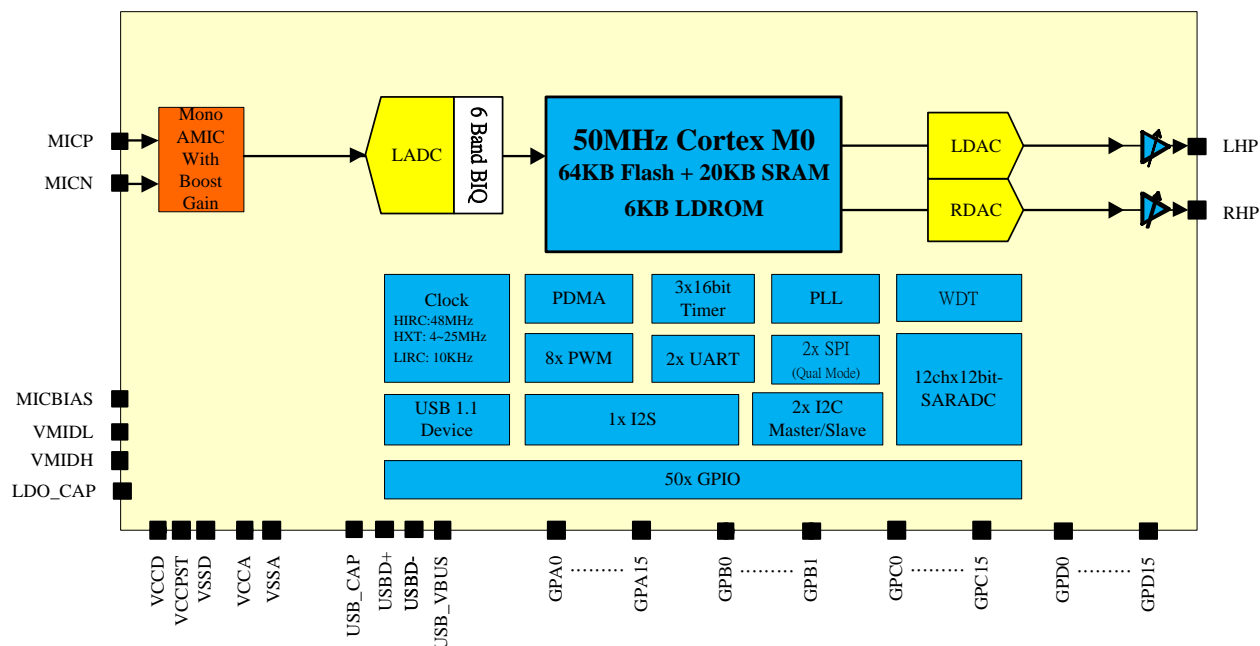 MICP
MICN
Mono
AMIC
With
Boost
Gain
LADC
6 Band BIQ
50MHz Cortex M0
64KB Flash + 20KB SRAM
6KB LDROM
LDAC
RDAC
LHP
RHP
Clock
HIRC:48MHz
HXT: 4~25MHz
LIRC: 10KHz
PDMA
3x16bit
Timer
PLL
WDT
8x PWM
2x UART
2x SPI
(Qual Mode)
12chx12bit-
SARADC
USB 1.1
Device
1x I2S
2x I2C
Master/Slave
50x GPIO
MICBIAS
VMIDL
VMIDH
LDO_CAP
VCCD
VCCPST
VSSD
VCCA
VSSA
USB_CAP
USBD+
USBD-
USB_VBUS
GPA0 ......... GPA15
GPB0 ......... GPB1
GPC0 ......... GPC15
GPD0 ......... GPD15